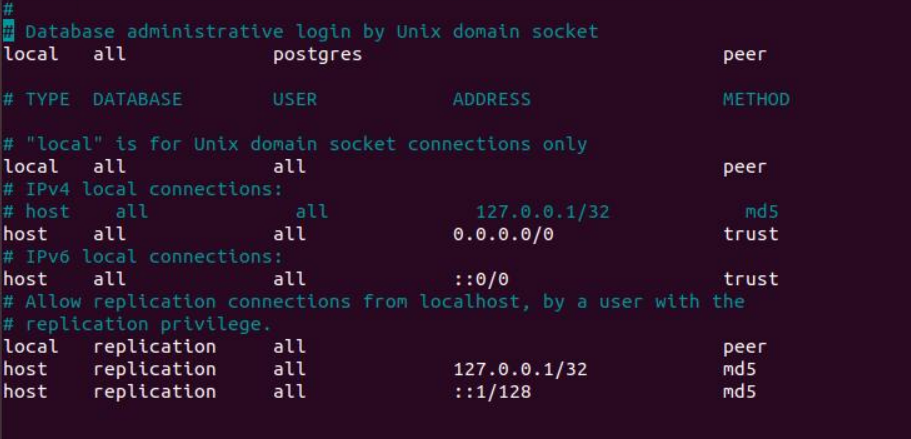 #
# Database administrative login by Unix domain socket
local   all             postgres                                peer

# TYPE  DATABASE        USER            ADDRESS                 METHOD

# "local" is for Unix domain socket connections only
local   all             all                                     peer
# IPv4 local connections:
# host    all             all             127.0.0.1/32            md5
host    all             all             0.0.0.0/0               trust
# IPv6 local connections:
host    all             all             ::0/0                   trust
# Allow replication connections from localhost, by a user with the
# replication privilege.
local   replication     all                                     peer
host    replication     all             127.0.0.1/32            md5
host    replication     all             ::1/128                 md5